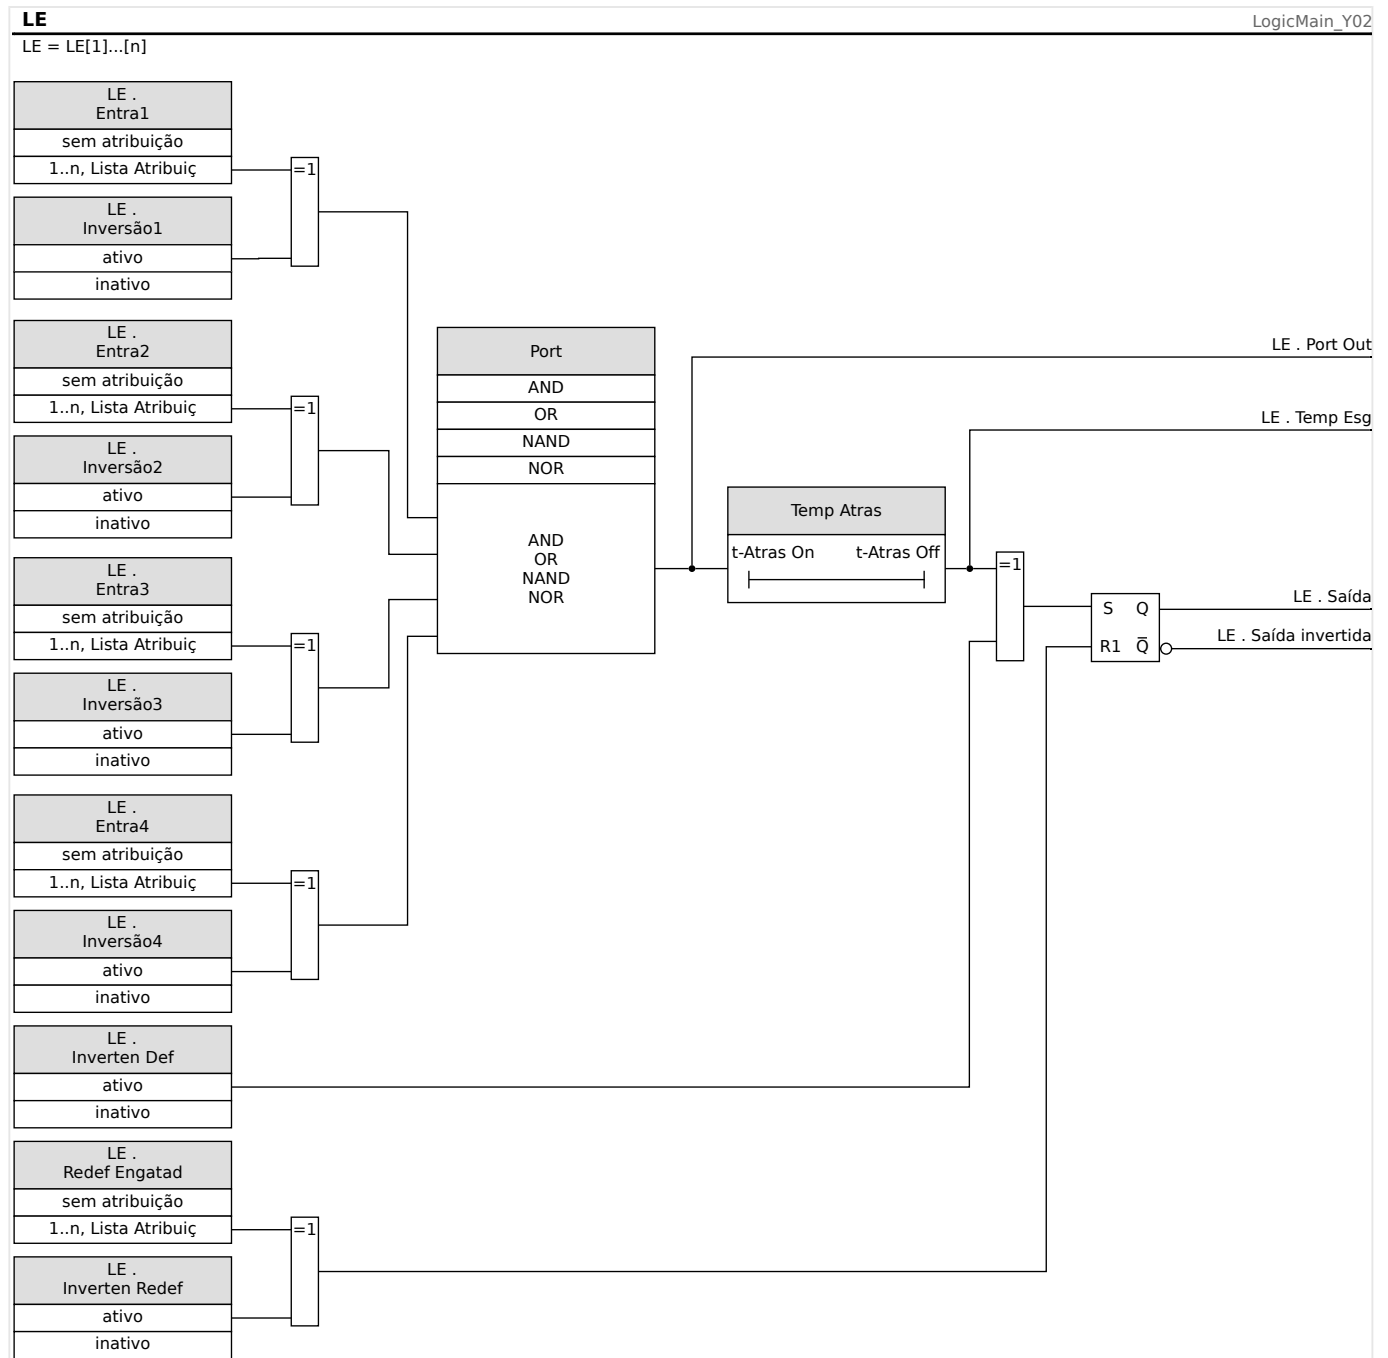 LE
LogicMain_Y02
LE = LE[1]...[n]
LE .
Entra1
sem atribuição
1..n, Lista Atribuiç
=1
LE .
Inversão1
ativo
inativo
LE .
Entra2
sem atribuição
1..n, Lista Atribuiç
=1
LE .
Inversão2
ativo
inativo
Port
AND
OR
NAND
NOR
AND
OR
NAND
NOR
LE . Port Out
LE . Temp Esg
Temp Atras
t-Atras On t-Atras Off
=1
S Q
R1 Q̅
LE . Saída
LE . Saída invertida
LE .
Entra3
sem atribuição
1..n, Lista Atribuiç
=1
LE .
Inversão3
ativo
inativo
LE .
Entra4
sem atribuição
1..n, Lista Atribuiç
=1
LE .
Inversão4
ativo
inativo
LE .
Inverten Def
ativo
inativo
LE .
Redef Engatad
sem atribuição
1..n, Lista Atribuiç
=1
LE .
Inverten Redef
ativo
inativo